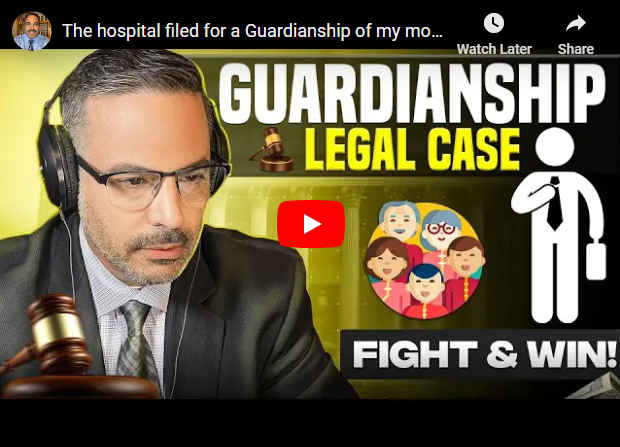 The hospital filed for a Guardianship of my mo...
Watch Later
Share
GUARDIANSHIP
LEGAL CASE
FIGHT & WIN!